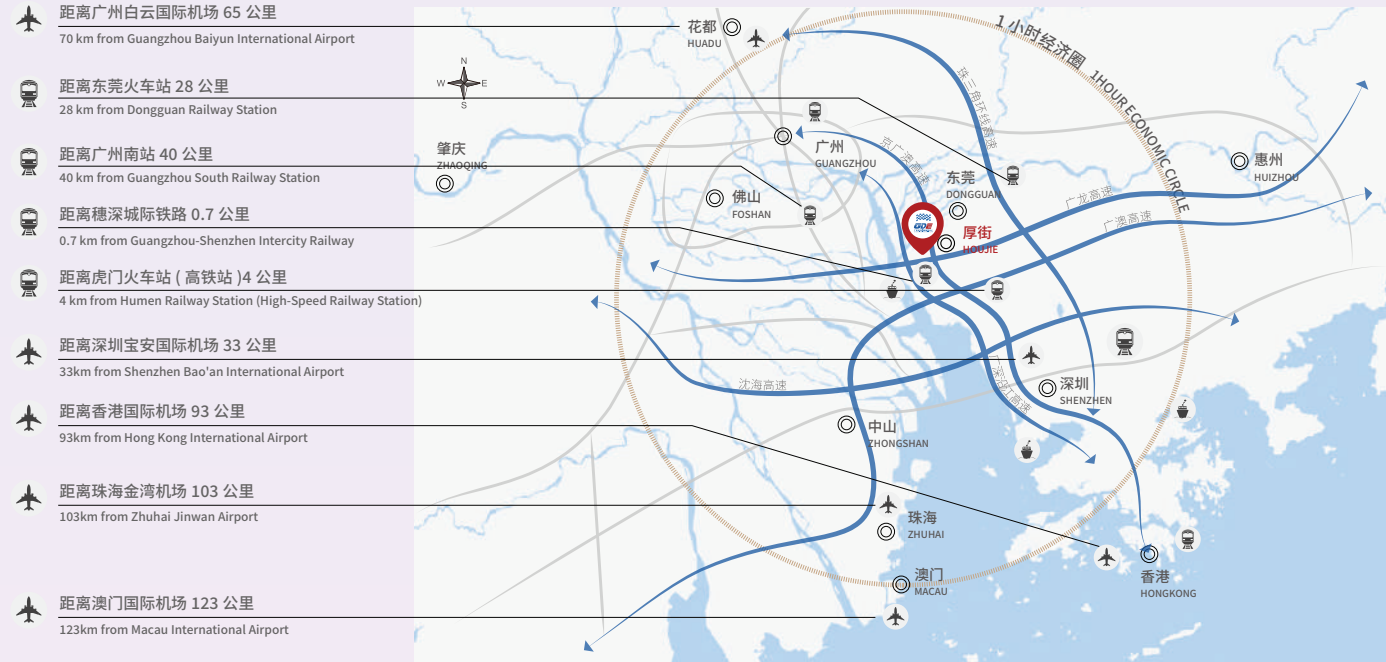 距离广州白云国际机场 65 公里
70 km from Guangzhou Baiyun International Airport
距离东莞火车站 28 公里
28 km from Dongguan Railway Station
距离广州南站 40 公里
40 km from Guangzhou South Railway Station
距离穗深城际铁路 0.7 公里
0.7 km from Guangzhou-Shenzhen Intercity Railway
距离虎门火车站 ( 高铁站 )4 公里
4 km from Humen Railway Station (High-Speed Railway Station)
距离深圳宝安国际机场 33 公里
33km from Shenzhen Bao'an International Airport
距离香港国际机场 93 公里
93km from Hong Kong International Airport
距离珠海金湾机场 103 公里
103km from Zhuhai Jinwan Airport
距离澳门国际机场 123 公里
123km from Macau International Airport
花都
HUADU
1 小时经济圈 1HOUR ECONOMIC CIRCLE
N
W
E
S
珠三角环线高速
肇庆
ZHAOQING
广州
GUANGZHOU
京广澳高速
惠州
HUIZHOU
东莞
DONGGUAN
佛山
FOSHAN
广龙高速
广澳高速
GDE
厚街
HOUJIE
沈海高速
广深沿江高速
深圳
SHENZHEN
中山
ZHONGSHAN
珠海
ZHUHAI
澳门
MACAU
香港
HONGKONG